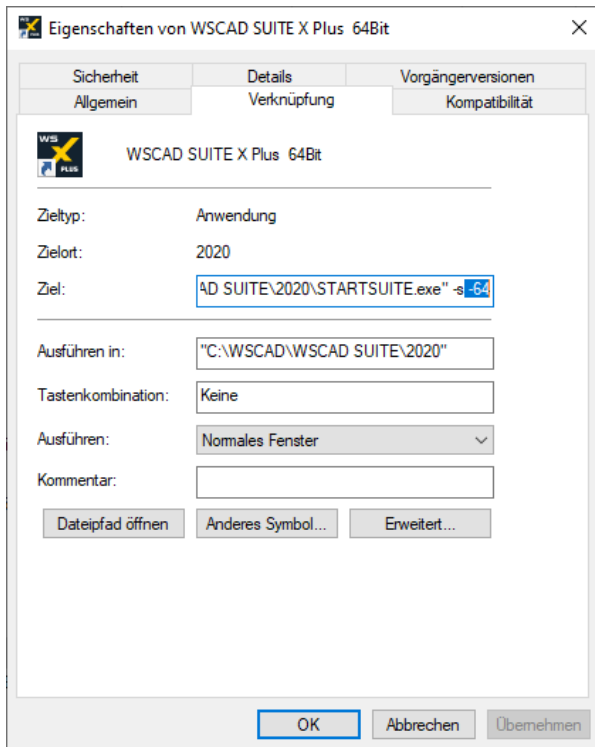 Eigenschaften von WSCAD SUITE X Plus 64Bit
Sicherheit Details Vorgängerversionen
Allgemein Verknüpfung Kompatibilität
WS
X
PLUS
WSCAD SUITE X Plus 64Bit
Zieltyp: Anwendung
Zielort: 2020
Ziel: AD SUITE\2020\STARTSUITE.exe" -s -64
Ausführen in: "C:\WSCAD\WSCAD SUITE\2020"
Tastenkombination: Keine
Ausführen: Normales Fenster
Kommentar:
Dateipfad öffnen Anderes Symbol... Erweitert...
OK Abbrechen Übernehmen